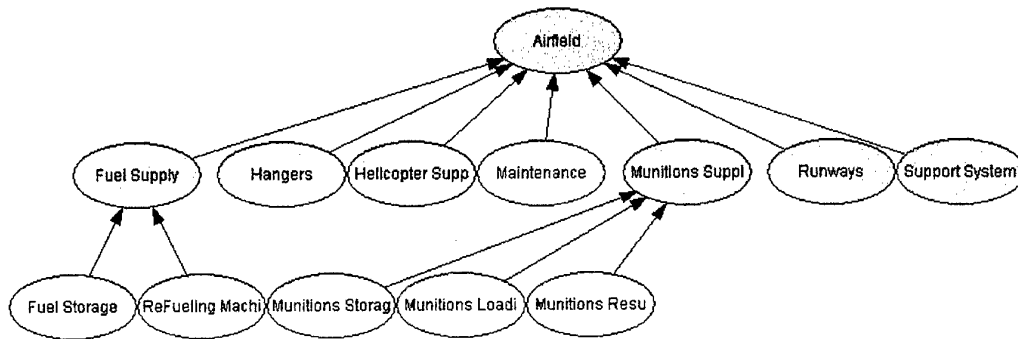 Airfield
Fuel Supply
Hangers
Helicopter Supp
Maintenance
Munitions Suppl
Runways
Support System
Fuel Storage
ReFueling Machi
Munitions Storag
Munitions Loadi
Munitions Resu